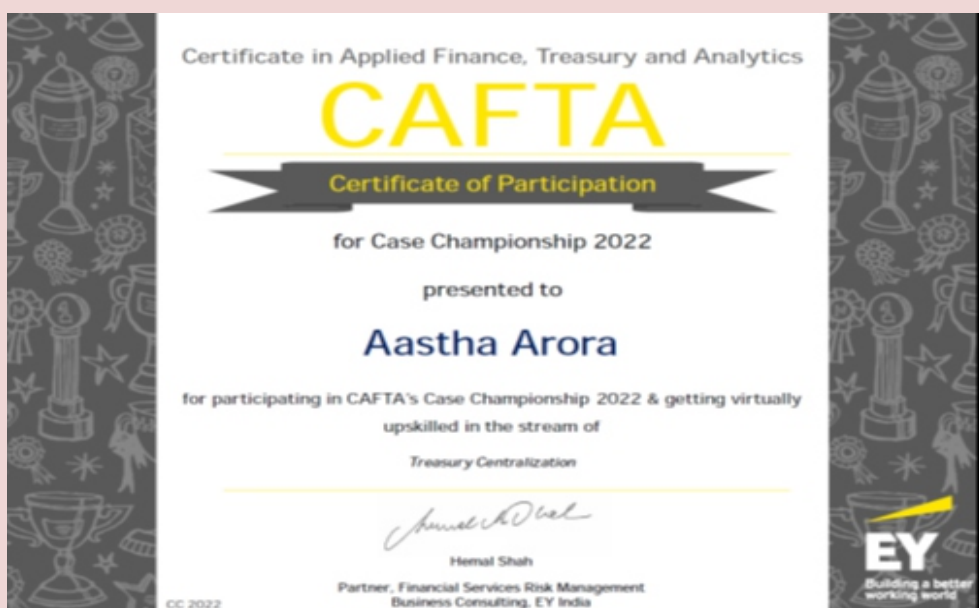 Certificate in Applied Finance, Treasury and Analytics
CAFTA
Certificate of Participation
for Case Championship 2022
presented to
Aastha Arora
for participating in CAFTA's Case Championship 2022 & getting virtually
upskilled in the stream of
Treasury Centralization
Hemal Shah
Partner, Financial Services Risk Management
Business Consulting, EY India
CC 2022
EY
Building a better
working world